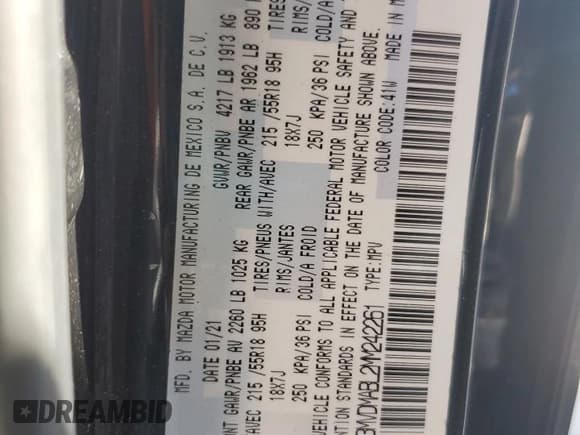 MFD. BY MAZDA MOTOR MANUFACTURING DE MEXICO S.A. DE C.V.
DATE 01/21 GVWR/PNBV 4217 LB 1913 KG
GAWR/PNBE AV 2260 LB 1025 KG REAR GAWR/PNBE AR 1962 LB 890
215 /55R18 95H TIRES/PNEUS WITH/AVEC 215 /55R18 95H TIRES
18X7J RIMS/JANTES 18X7J RIMS/
250 KPA/36 PSI COLD/A FROID 250 KPA/36 PSI COLD/A
VEHICLE CONFORMS TO ALL APPLICABLE FEDERAL MOTOR VEHICLE SAFETY AND
STANDARDS IN EFFECT ON THE DATE OF MANUFACTURE SHOWN ABOVE.
3MVDMABL2MM242261 TYPE:MPV COLOR CODE:41W MADE IN
DREAMBID